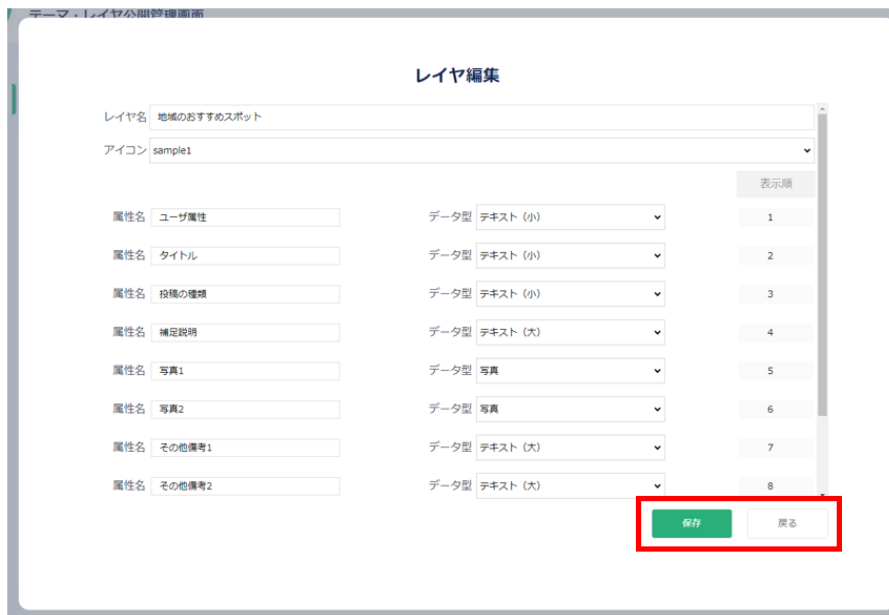 テーマ・レイヤ公開管理画面
レイヤ編集
レイヤ名 地域のおすすめスポット
アイコン sample1
表示順
属性名 ユーザ属性 データ型 テキスト（小） 1
属性名 タイトル データ型 テキスト（小） 2
属性名 投稿の種類 データ型 テキスト（小） 3
属性名 補足説明 データ型 テキスト（大） 4
属性名 写真1 データ型 写真 5
属性名 写真2 データ型 写真 6
属性名 その他備考1 データ型 テキスト（大） 7
属性名 その他備考2 データ型 テキスト（大） 8
保存 戻る